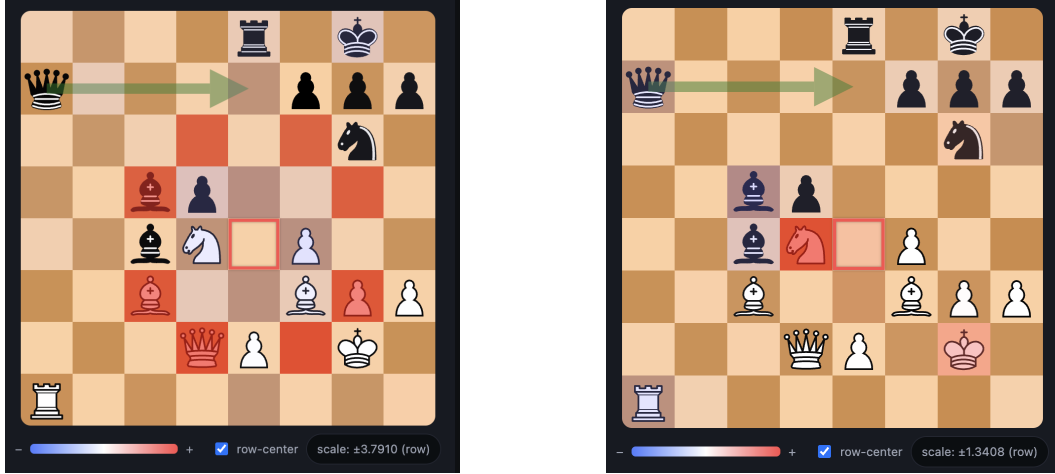 − + row-center scale: ±3.7910 (row)
− + row-center scale: ±1.3408 (row)